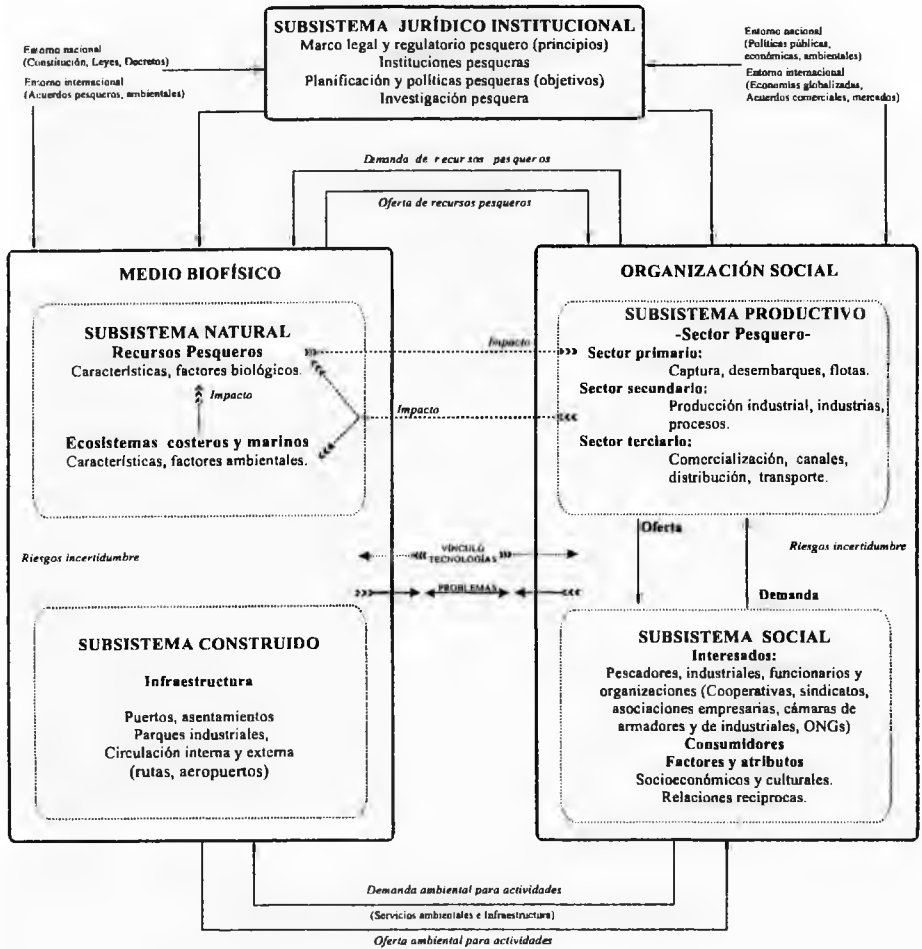 SUBSISTEMA JURÍDICO INSTITUCIONAL
Marco legal y regulatorio pesquero (principios)
Instituciones pesqueras
Planificación y políticas pesqueras (objetivos)
Investigación pesquera
Entorno nacional
(Constitución, Leyes, Decretos)
Entorno internacional
(Acuerdos pesqueros, ambientales)
Entorno nacional
(Políticas públicas,
económicas, ambientales)
Entorno internacional
(Economías globalizadas,
Acuerdos comerciales, mercados)
Demanda de recursos pesqueros
Oferta de recursos pesqueros
MEDIO BIOFÍSICO
SUBSISTEMA NATURAL
Recursos Pesqueros
Características, factores biológicos.
Impacto
Ecosistemas costeros y marinos
Características, factores ambientales.
Riesgos incertidumbre
SUBSISTEMA CONSTRUIDO
Infraestructura
Puertos, asentamientos
Parques industriales,
Circulación interna y externa
(rutas, aeropuertos)
Impacto
Impacto
VÍNCULO
TECNOLOGÍAS
PROBLEMAS
ORGANIZACIÓN SOCIAL
SUBSISTEMA PRODUCTIVO
-Sector Pesquero-
Sector primario:
Captura, desembarques, flotas.
Sector secundario:
Producción industrial, industrias,
procesos.
Sector terciario:
Comercialización, canales,
distribución, transporte.
Oferta
Riesgos incertidumbre
Demanda
SUBSISTEMA SOCIAL
Interesados:
Pescadores, industriales, funcionarios y
organizaciones (Cooperativas, sindicatos,
asociaciones empresarias, cámaras de
armadores y de industriales, ONGs)
Consumidores
Factores y atributos
Socioeconómicos y culturales.
Relaciones reciprocas.
Demanda ambiental para actividades
(Servicios ambientales e Infraestructura)
Oferta ambiental para actividades